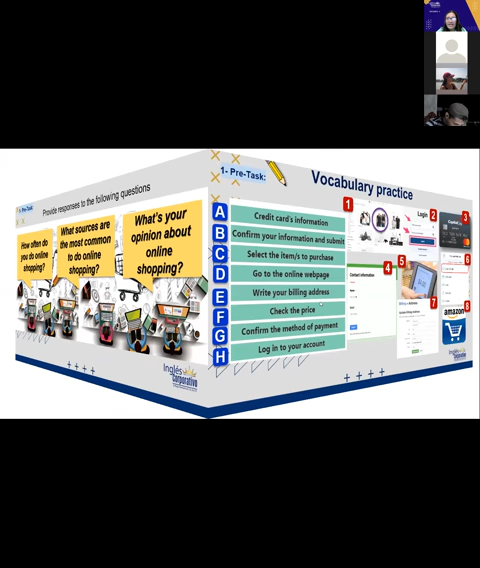 Pre-Task:
Provide responses to the following questions
How often do
you do online
shopping?
What sources are
the most common
to do online
shopping?
What's your
opinion about
online
shopping?
Inglés
Corporativo
1- Pre-Task:
Vocabulary practice
A Credit card's information
B Confirm your information and submit
C Select the item/s to purchase
D Go to the online webpage
E Write your billing address
F Check the price
G Confirm the method of payment
H Log in to your account
1
2
Login
3
Capital
4
Contact information
5
6
7
8
amazon
Inglés
Corporativo